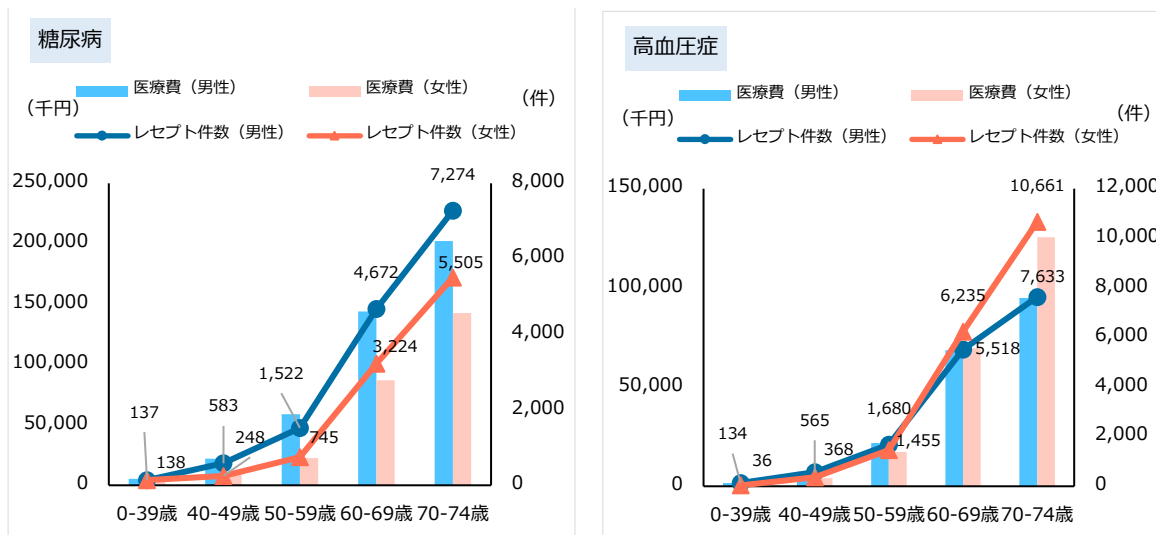 糖尿病
医療費（男性） 医療費（女性）
（千円） （件）
レセプト件数（男性） レセプト件数（女性）
250,000 7,274 8,000
200,000
4,672 5,505 6,000
150,000
3,224 4,000
100,000
1,522
137 583 2,000
50,000 248 745
138
0 0
0-39歳 40-49歳 50-59歳 60-69歳 70-74歳
高血圧症
医療費（男性） 医療費（女性）
（千円） （件）
レセプト件数（男性） レセプト件数（女性）
150,000 10,661 12,000
10,000
100,000 7,633 8,000
6,235
5,518 6,000
50,000 4,000
565 1,680
134 368 1,455 2,000
36
0 0
0-39歳 40-49歳 50-59歳 60-69歳 70-74歳